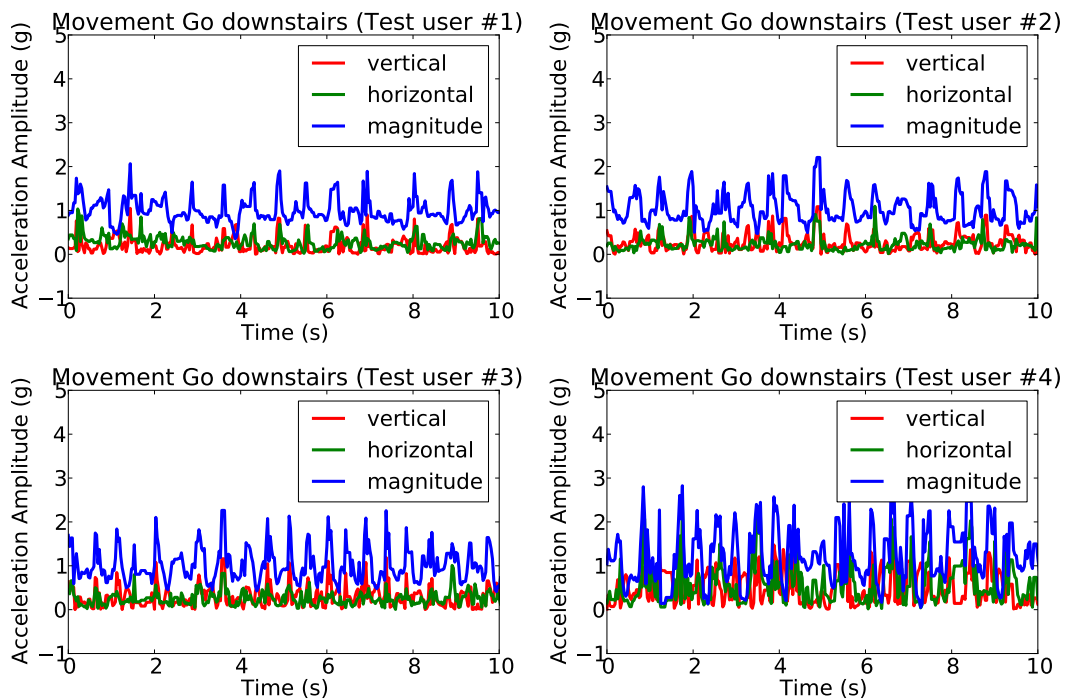 Movement Go downstairs (Test user #1)
Acceleration Amplitude (g)
5
4
3
2
1
0
−1
vertical
horizontal
magnitude
0 2 4 6 8 10
Time (s)
Movement Go downstairs (Test user #2)
Acceleration Amplitude (g)
5
4
3
2
1
0
−1
vertical
horizontal
magnitude
0 2 4 6 8 10
Time (s)
Movement Go downstairs (Test user #3)
Acceleration Amplitude (g)
5
4
3
2
1
0
−1
vertical
horizontal
magnitude
0 2 4 6 8 10
Time (s)
Movement Go downstairs (Test user #4)
Acceleration Amplitude (g)
5
4
3
2
1
0
−1
vertical
horizontal
magnitude
0 2 4 6 8 10
Time (s)